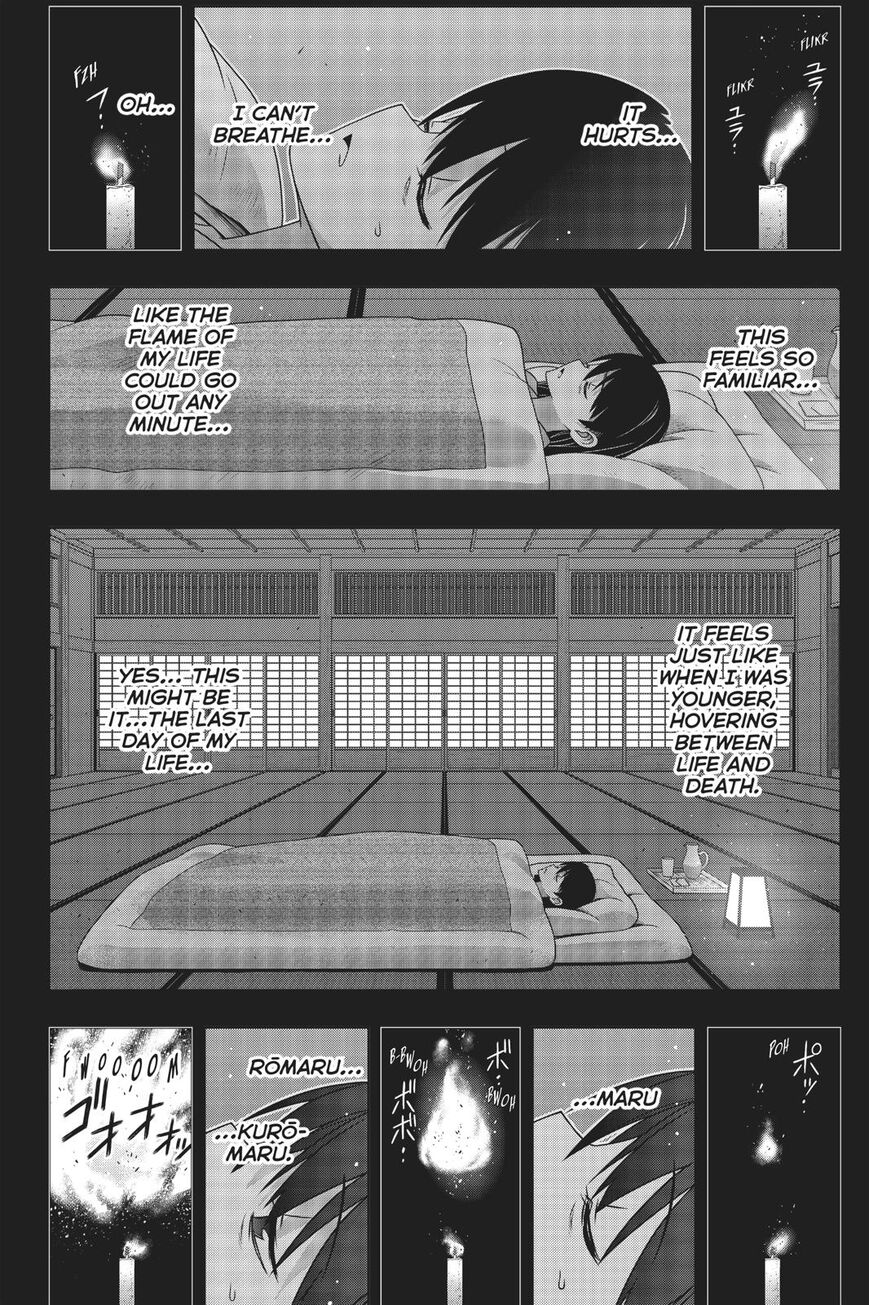 FLIKR
ユラ
FLIKR
ユラ
IT
HURTS...
I CAN'T
BREATHE...
OH...
FZH
THIS
FEELS SO
FAMILIAR...
LIKE THE
FLAME OF
MY LIFE
COULD GO
OUT ANY
MINUTE...
IT FEELS
JUST LIKE
WHEN I WAS
YOUNGER,
HOVERING
BETWEEN
LIFE AND
DEATH.
YES... THIS
MIGHT BE
IT...THE LAST
DAY OF MY
LIFE...
POH
ポッ
...MARU
ボ
ボボ
B-BWOH
-BWOH
RŌMARU...
...KURŌ-
MARU.
FWOOOOM
ゴオオッ